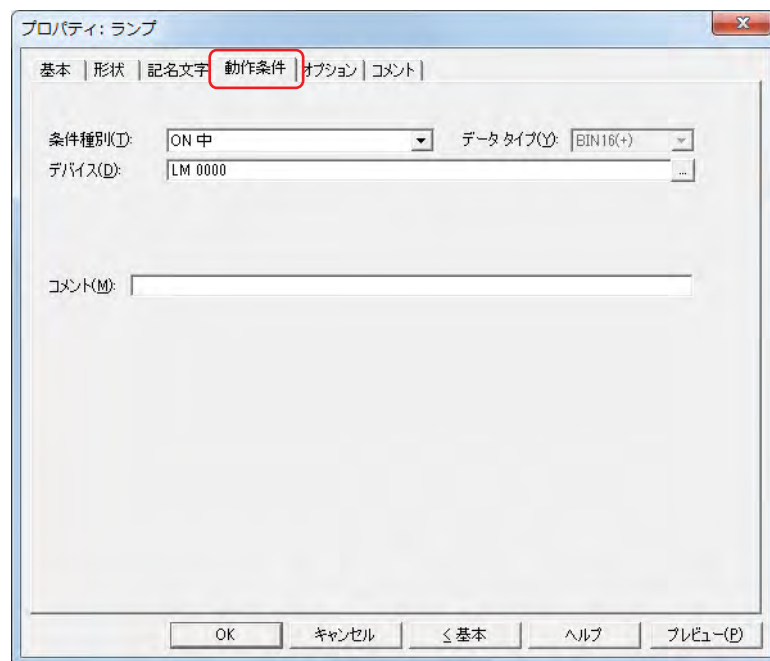 プロパティ: ランプ
基本 形状 記名文字 動作条件 オプション コメント
条件種別(T): ON 中 データ タイプ(Y): BIN16(+)
デバイス(D): LM 0000 ...
コメント(M):
OK キャンセル < 基本 ヘルプ プレビュー(P)